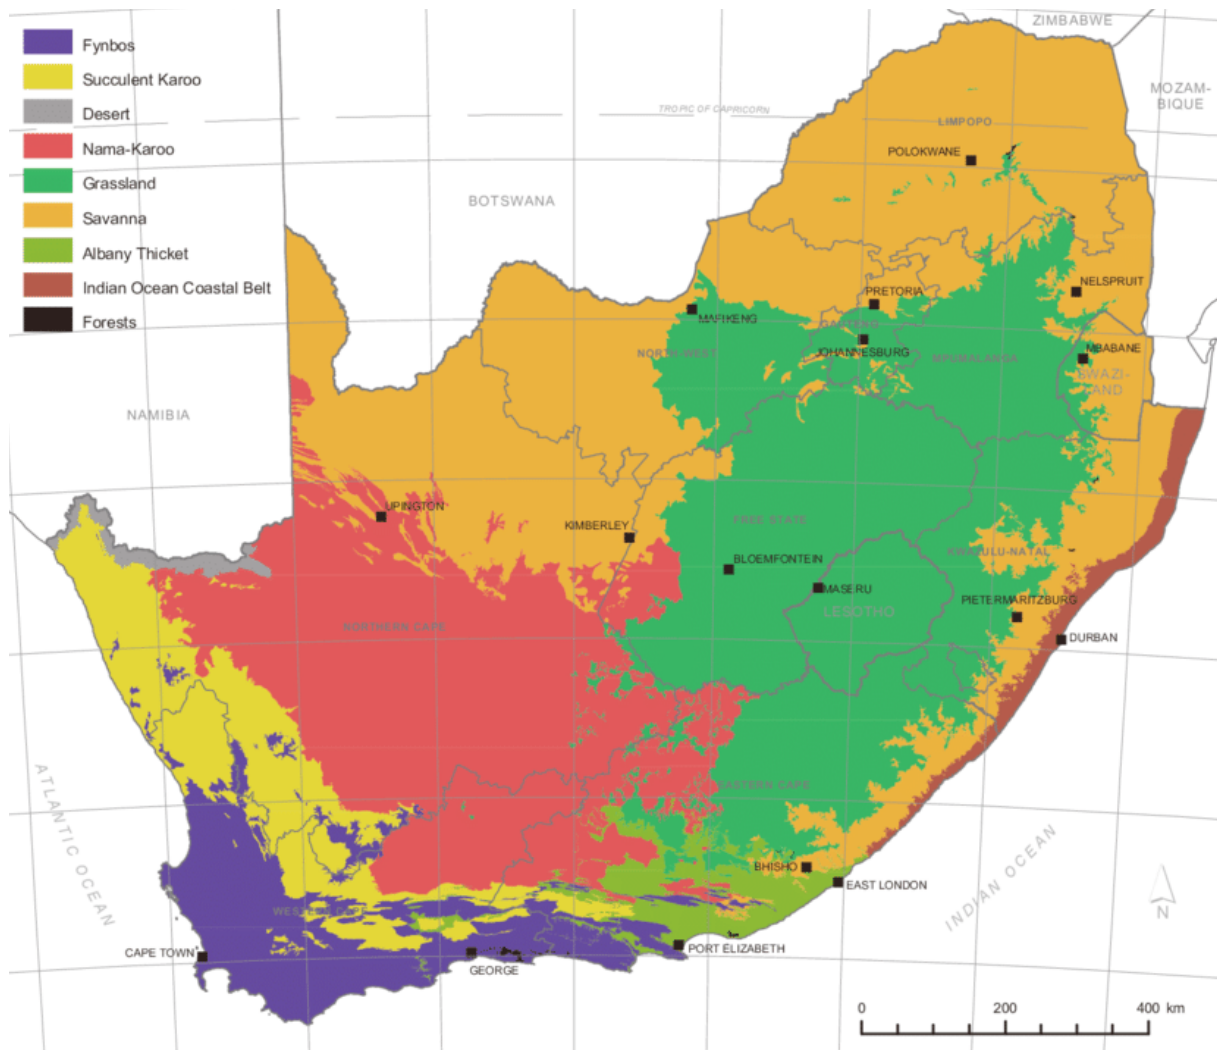 Fynbos
Succulent Karoo
Desert
Nama-Karoo
Grassland
Savanna
Albany Thicket
Indian Ocean Coastal Belt
Forests
ZIMBABWE
MOZAM-
BIQUE
TROPIC OF CAPRICORN
LIMPOPO
POLOKWANE
BOTSWANA
NELSPRUIT
PRETORIA
MAFIKENG
GAUTENG
JOHANNESBURG
NORTH-WEST
MPUMALANGA
MBABANE
SWAZI-
LAND
NAMIBIA
UPINGTON
KIMBERLEY
FREE STATE
KWAZULU-NATAL
BLOEMFONTEIN
MASERU
LESOTHO
PIETERMARITZBURG
DURBAN
NORTHERN CAPE
EASTERN CAPE
ATLANTIC OCEAN
INDIAN OCEAN
BHISHO
EAST LONDON
WESTERN CAPE
N
CAPE TOWN
PORT ELIZABETH
GEORGE
0 200 400 km